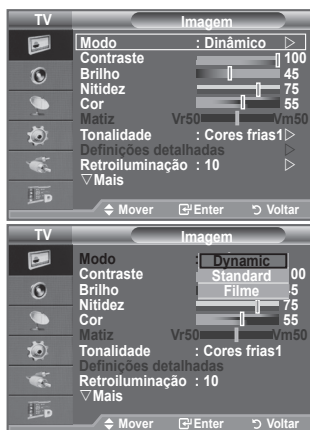 TV Imagem
Modo : Dinâmico ▷
Contraste 100
Brilho 45
Nitidez 75
Cor 55
Matiz Vr50 Vm50
Tonalidade : Cores frias1▷
Definições detalhadas ▷
Retroiluminação : 10 ▷
▽Mais
Mover Enter Voltar
TV Imagem
Modo : Dynamic
Contraste Standard 00
Brilho Filme 5
Nitidez 75
Cor 55
Matiz Vr50 Vm50
Tonalidade : Cores frias1
Definições detalhadas
Retroiluminação : 10
▽Mais
Mover Enter Voltar